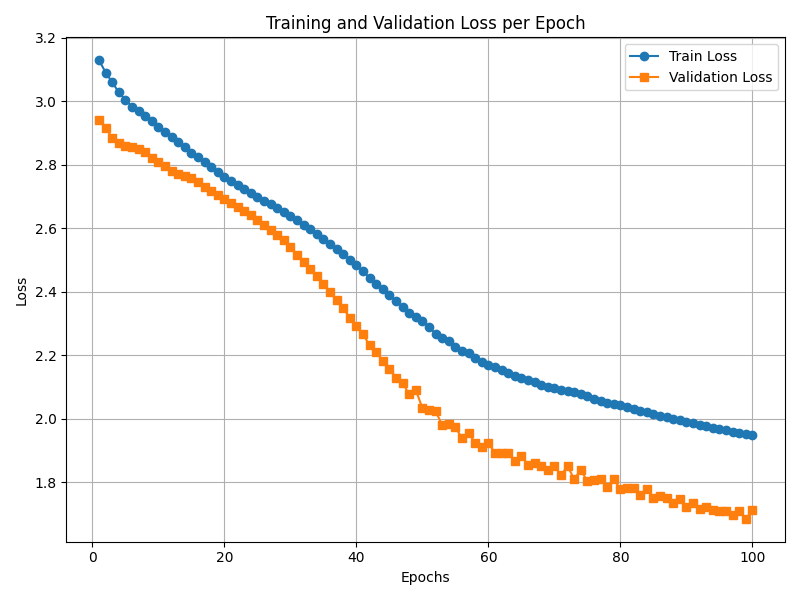 Training and Validation Loss per Epoch
Train Loss
Validation Loss
3.2
3.0
2.8
2.6
2.4
2.2
2.0
1.8
Loss
0 20 40 60 80 100
Epochs